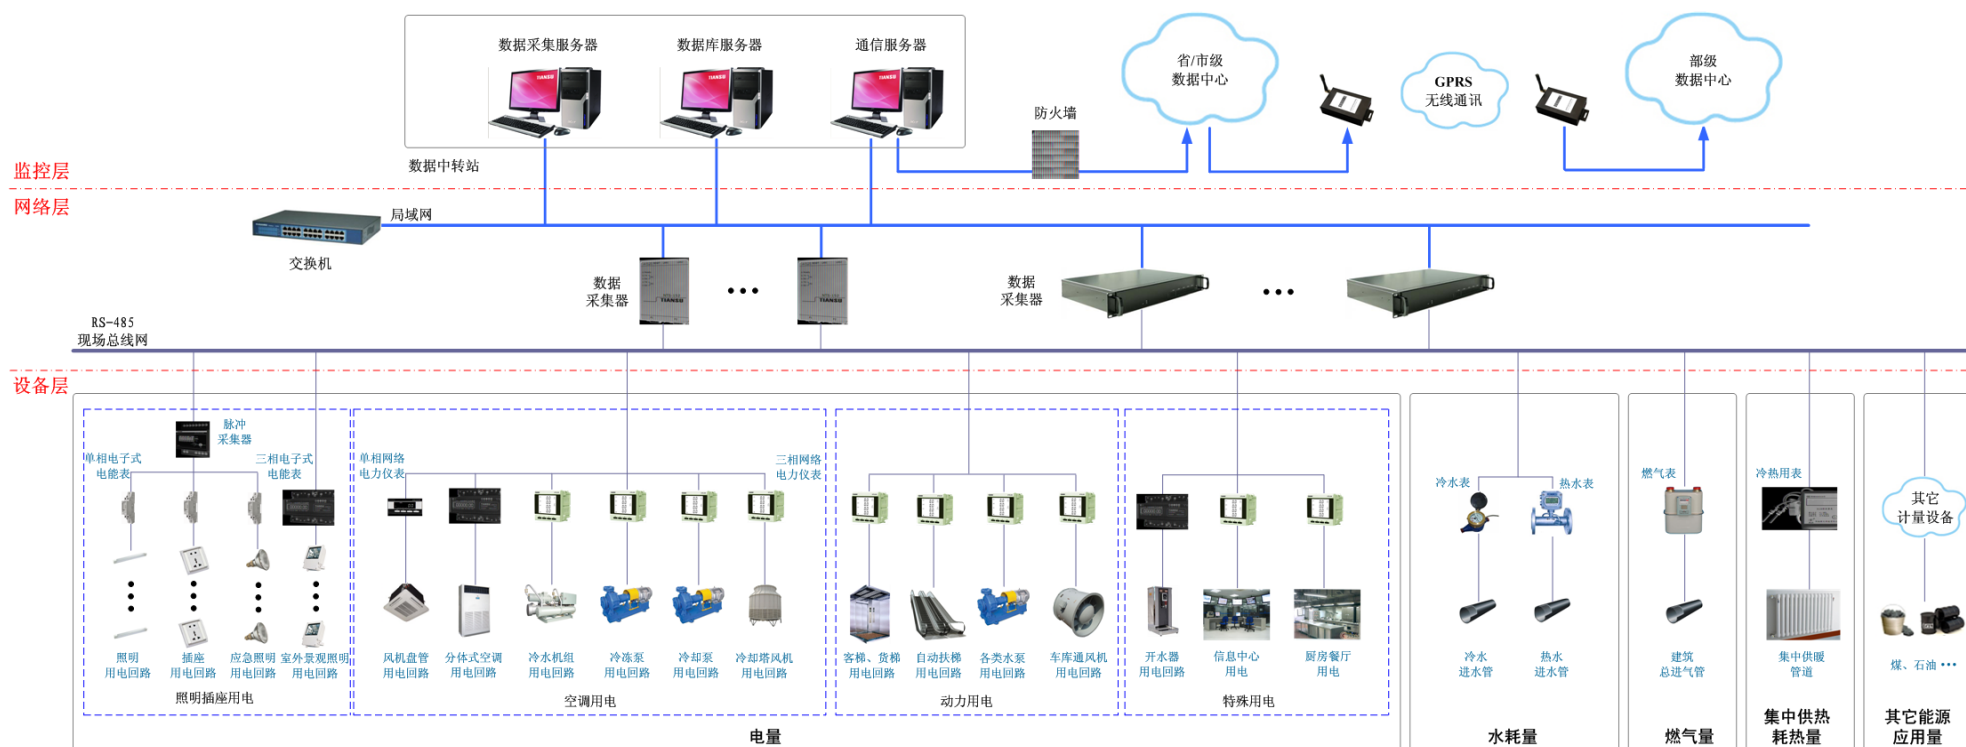 数据采集服务器
数据库服务器
通信服务器
TIANSU
TIANSU
TIANSU
数据中转站
防火墙
省/市级
数据中心
GPRS
无线通讯
部级
数据中心
监控层
网络层
局域网
交换机
数据
采集器
TIANSU
TIANSU
数据
采集器
RS-485
现场总线网
设备层
脉冲
采集器
单相电子式
电能表
三相电子式
电能表
单相网络
电力仪表
三相网络
电力仪表
冷水表
热水表
燃气表
冷热用表
其它
计量设备
照明
用电回路
插座
用电回路
应急照明
用电回路
室外景观照明
用电回路
照明插座用电
风机盘管
用电回路
分体式空调
用电回路
冷水机组
用电回路
冷冻泵
用电回路
冷却泵
用电回路
冷却塔风机
用电回路
空调用电
客梯、货梯
用电回路
自动扶梯
用电回路
各类水泵
用电回路
车库通风机
用电回路
动力用电
开水器
用电回路
信息中心
用电
厨房餐厅
用电
特殊用电
电量
冷水
进水管
热水
进水管
水耗量
建筑
总进气管
燃气量
集中供暖
管道
集中供热
耗热量
煤、石油 •••
其它能源
应用量